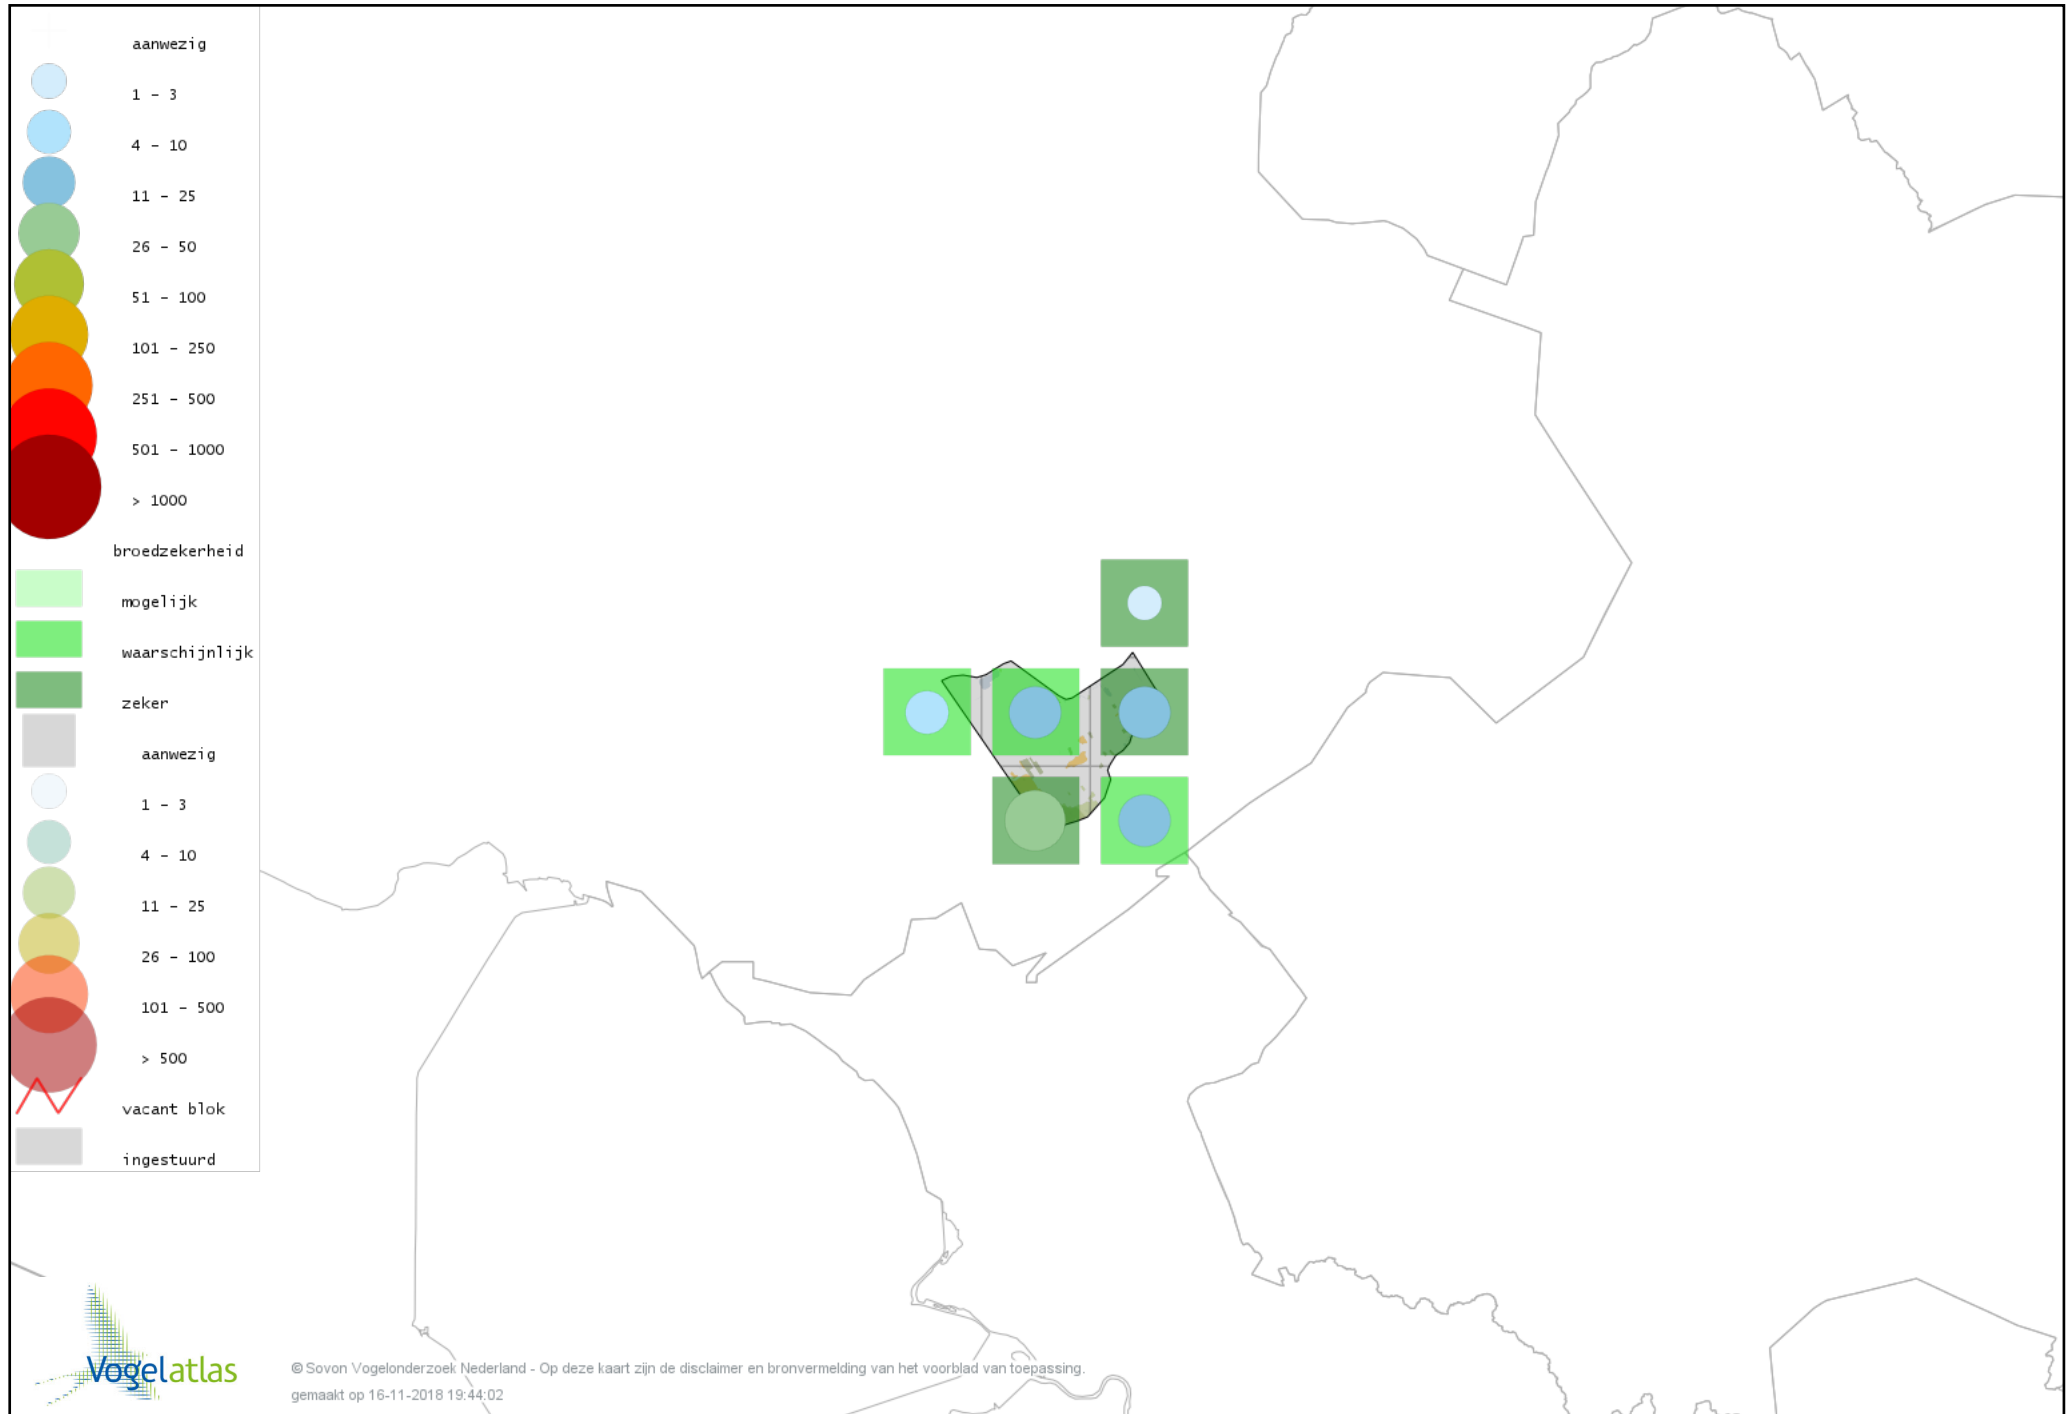 aanwezig
1 - 3
4 - 10
11 - 25
26 - 50
51 - 100
101 - 250
251 - 500
501 - 1000
> 1000
broedzekerheid
mogelijk
waarschijnlijk
zeker
aanwezig
1 - 3
4 - 10
11 - 25
26 - 100
101 - 500
> 500
vacant blok
ingestuurd
Vogelatlas
© Sovon Vogelonderzoek Nederland - Op deze kaart zijn de disclaimer en bronvermelding van het voorblad van toepassing.
gemaakt op 16-11-2018 19:44:02